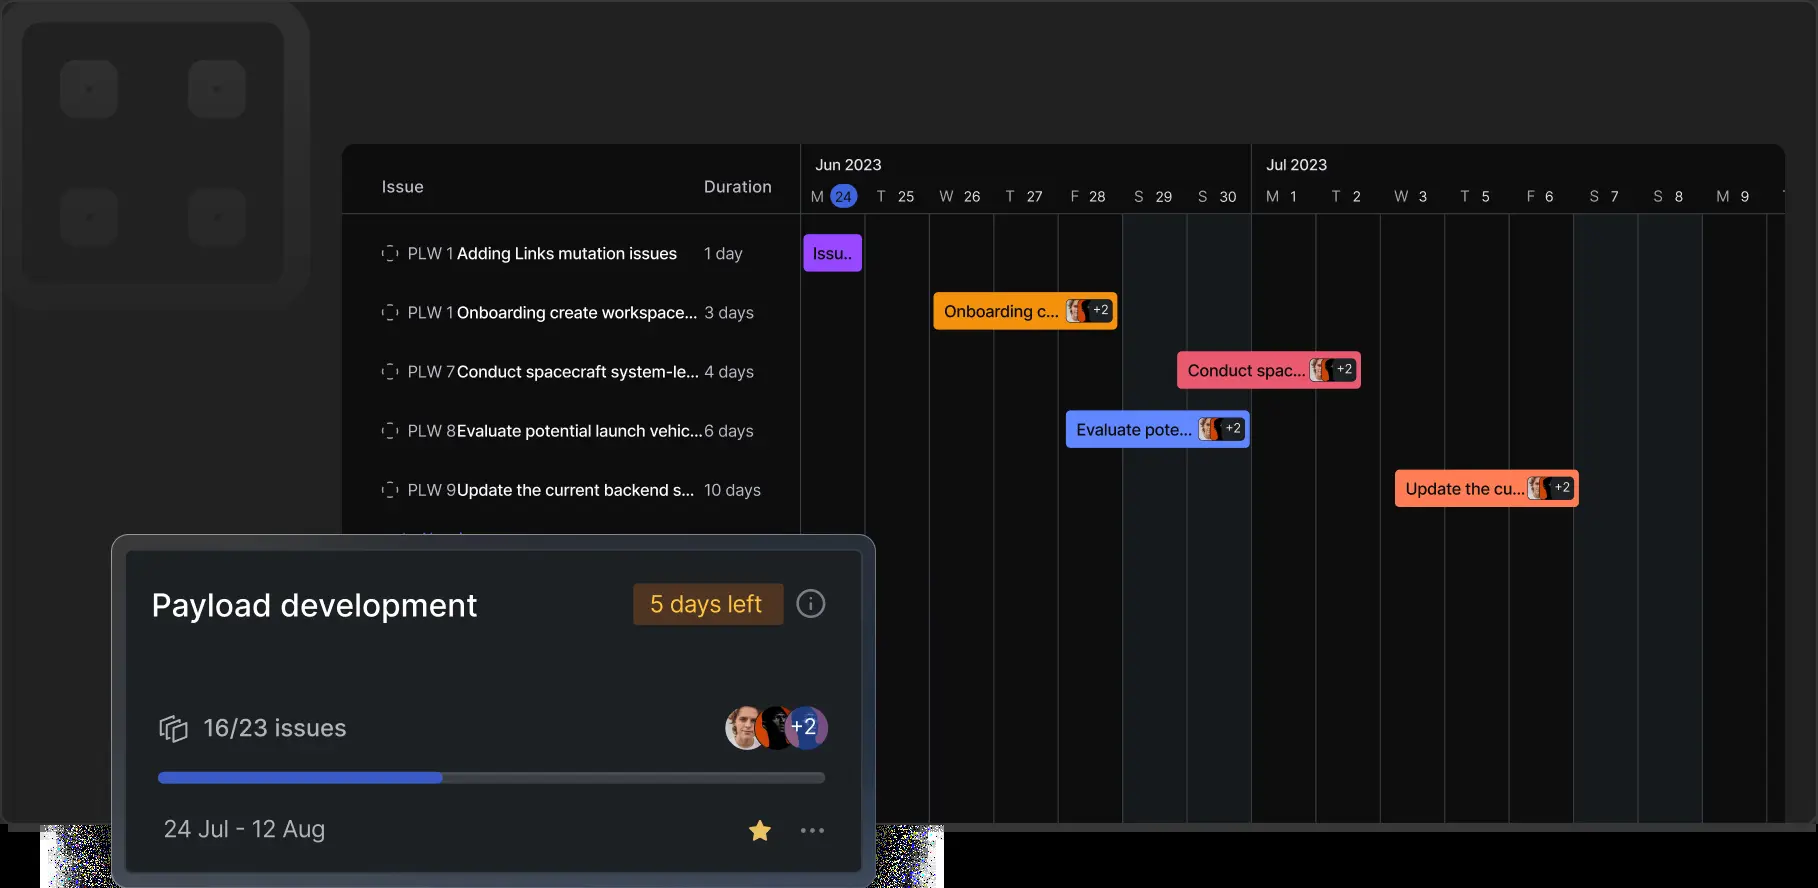 Jun 2023
Jul 2023
Issue Duration
M 24 T 25 W 26 T 27 F 28 S 29 S 30 M 1 T 2 W 3 T 5 F 6 S 7 S 8 M 9
PLW 1 Adding Links mutation issues 1 day
Issu..
PLW 1 Onboarding create workspace... 3 days
Onboarding c... +2
PLW 7 Conduct spacecraft system-le... 4 days
Conduct spac... +2
PLW 8 Evaluate potential launch vehic... 6 days
Evaluate pote... +2
PLW 9 Update the current backend s... 10 days
Update the cu... +2
Payload development
5 days left
16/23 issues
+2
24 Jul - 12 Aug